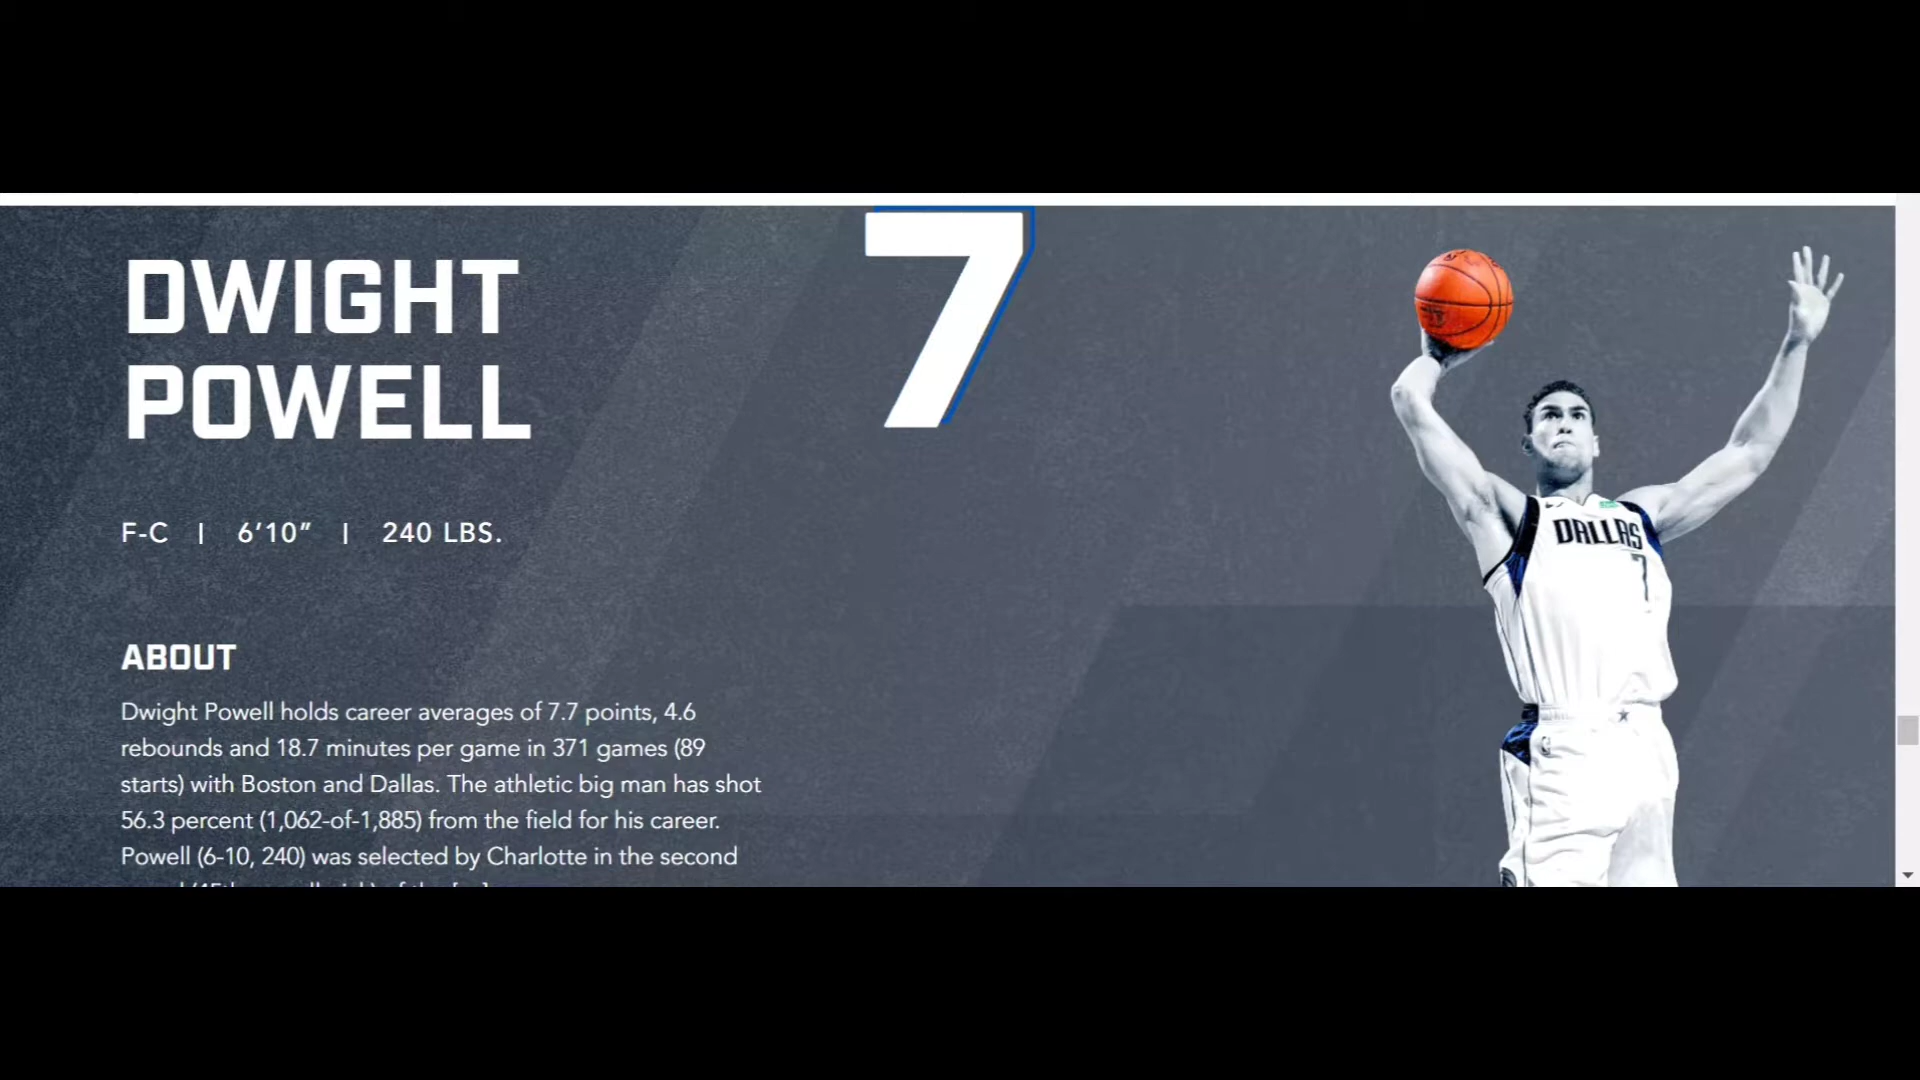 7
DWIGHT
POWELL
F-C | 6’10” | 240 LBS.
DALLAS
7
ABOUT
Dwight Powell holds career averages of 7.7 points, 4.6
rebounds and 18.7 minutes per game in 371 games (89
starts) with Boston and Dallas. The athletic big man has shot
56.3 percent (1,062-of-1,885) from the field for his career.
Powell (6-10, 240) was selected by Charlotte in the second